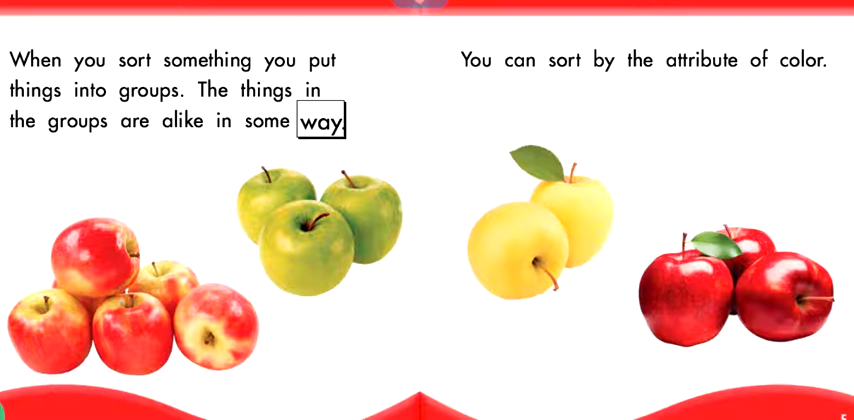 When you sort something you put
things into groups. The things in
the groups are alike in some way.
You can sort by the attribute of color.
5